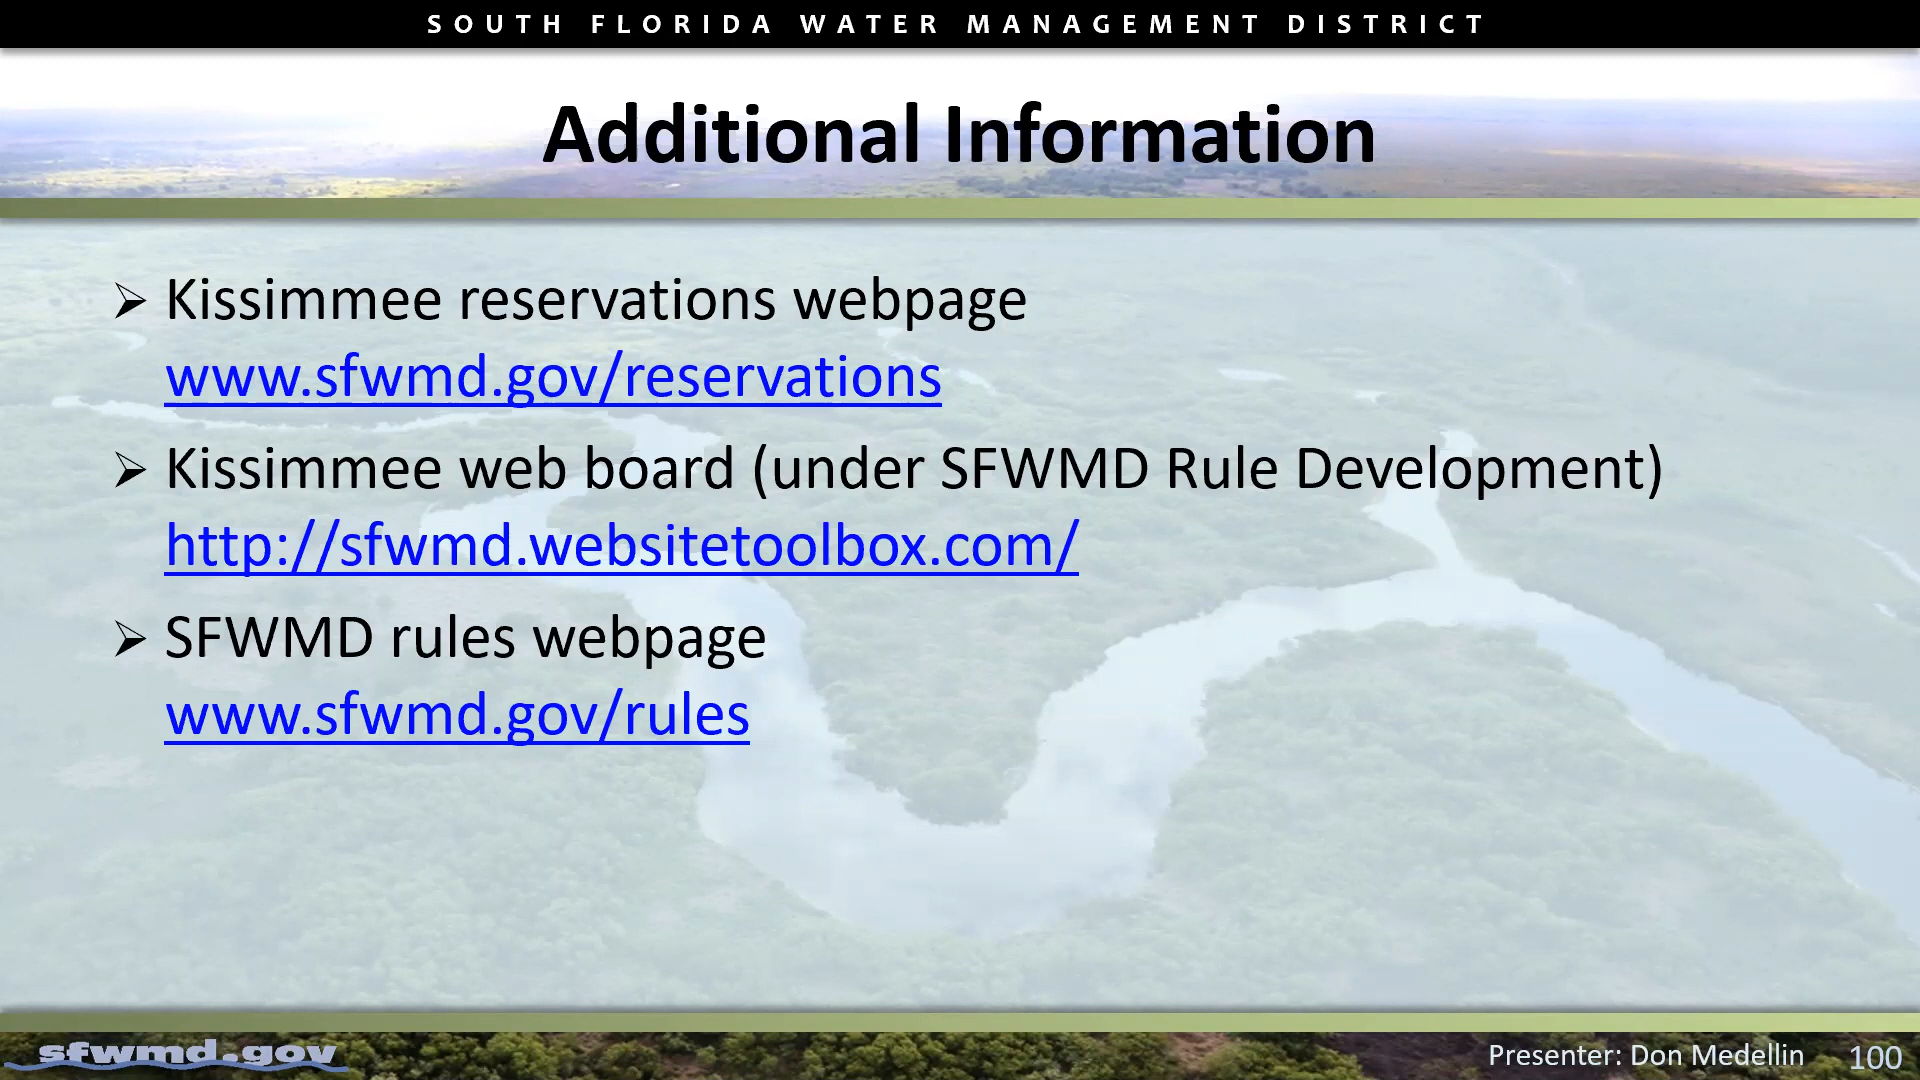 SOUTH FLORIDA WATER MANAGEMENT DISTRICT
Additional Information
➢ Kissimmee reservations webpage
www.sfwmd.gov/reservations
➢ Kissimmee web board (under SFWMD Rule Development)
http://sfwmd.websitetoolbox.com/
➢ SFWMD rules webpage
www.sfwmd.gov/rules
sfwmd.gov
Presenter: Don Medellin 100